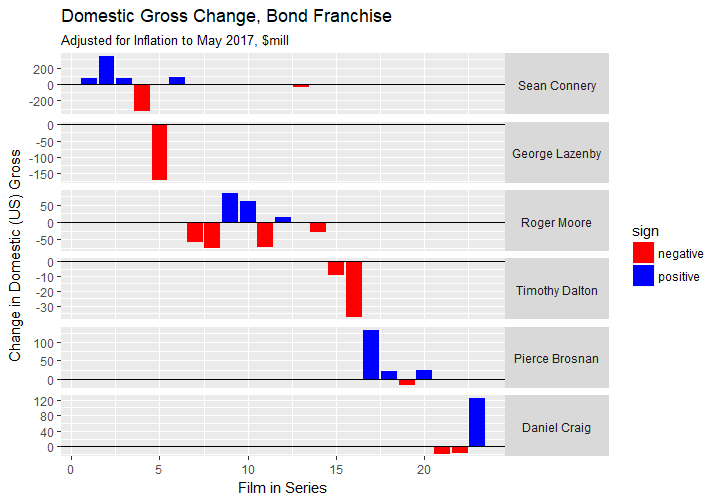 Domestic Gross Change, Bond Franchise
Adjusted for Inflation to May 2017, $mill
Change in Domestic (US) Gross
200
0
-200
Sean Connery
0
-50
-100
-150
George Lazenby
50
0
-50
Roger Moore
0
-10
-20
-30
Timothy Dalton
100
50
0
Pierce Brosnan
120
80
40
0
Daniel Craig
0 5 10 15 20
Film in Series
sign
negative
positive